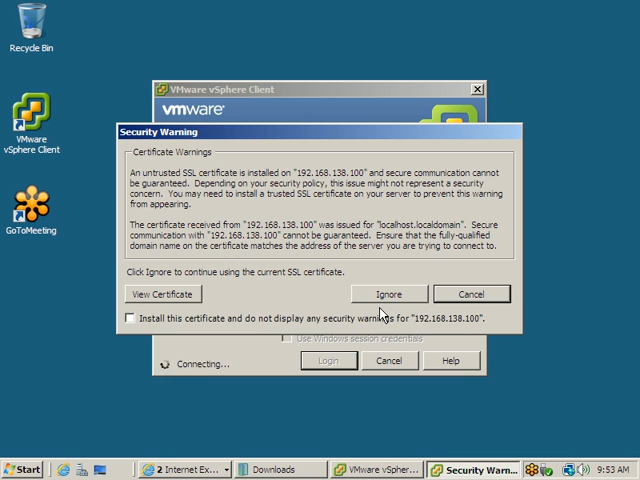 Recycle Bin
VMware
vSphere Client
GoToMeeting
VMware vSphere Client
vmware
Security Warning
Certificate Warnings
An untrusted SSL certificate is installed on "192.168.138.100" and secure communication cannot
be guaranteed. Depending on your security policy, this issue might not represent a security
concern. You may need to install a trusted SSL certificate on your server to prevent this warning
from appearing.
The certificate received from "192.168.138.100" was issued for "localhost.localdomain". Secure
communication with "192.168.138.100" cannot be guaranteed. Ensure that the fully-qualified
domain name on the certificate matches the address of the server you are trying to connect to.
Click Ignore to continue using the current SSL certificate.
View Certificate
Ignore
Cancel
Install this certificate and do not display any security warnings for "192.168.138.100".
Use Windows session credentials
Connecting...
Login
Cancel
Help
Start
2 Internet Ex...
Downloads
VMware vSpher...
Security Warn...
9:53 AM